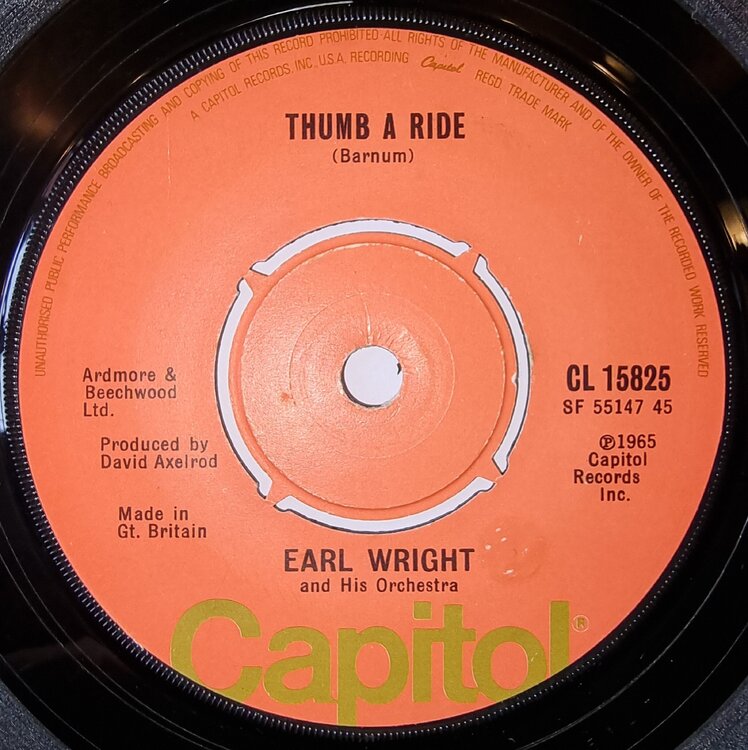 UNAUTHORISED PUBLIC PERFORMANCE BROADCASTING AND COPYING OF THIS RECORD PROHIBITED·ALL RIGHTS OF THE MANUFACTURER AND OF THE OWNER OF THE RECORDED WORK RESERVED
A CAPITOL RECORDS, INC., U.S.A. RECORDING Capitol REGD. TRADE MARK
THUMB A RIDE
(Barnum)
Ardmore &
Beechwood
Ltd.
Produced by
David Axelrod
Made in
Gt. Britain
CL 15825
SF 55147 45
℗1965
Capitol
Records
Inc.
EARL WRIGHT
and His Orchestra
Capitol®